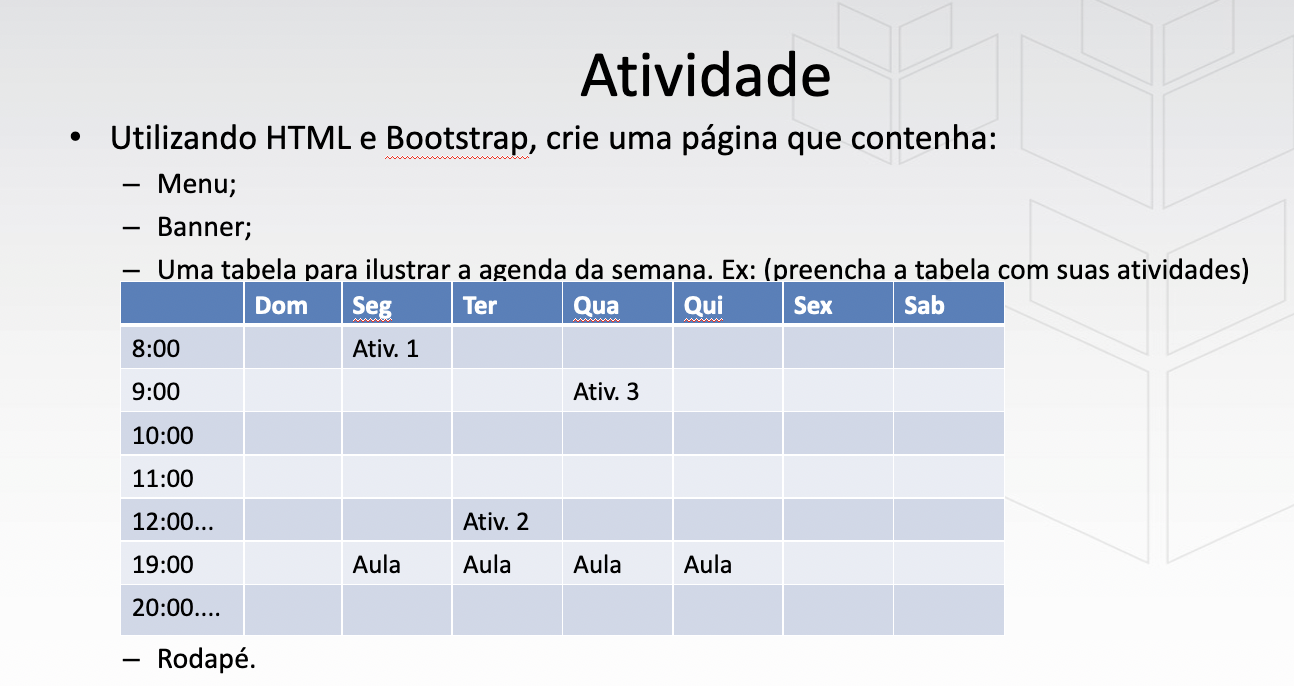 Atividade
• Utilizando HTML e Bootstrap, crie uma página que contenha:
– Menu;
– Banner;
– Uma tabela para ilustrar a agenda da semana. Ex: (preencha a tabela com suas atividades)
Dom Seg Ter Qua Qui Sex Sab
8:00 Ativ. 1
9:00 Ativ. 3
10:00
11:00
12:00... Ativ. 2
19:00 Aula Aula Aula Aula
20:00....
– Rodapé.